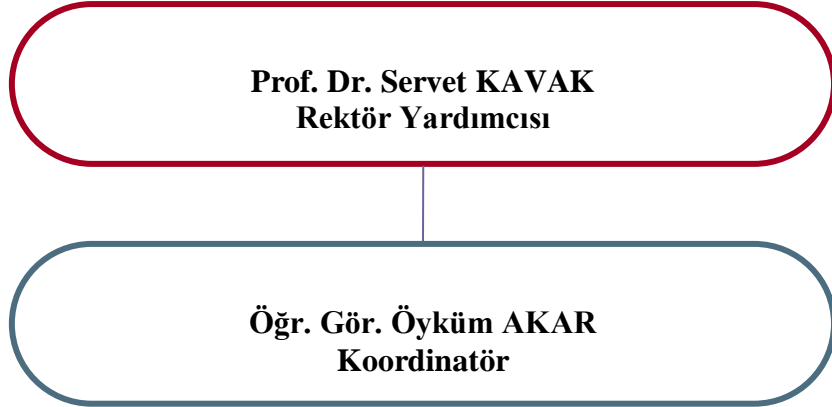 Prof. Dr. Servet KAVAK
Rektör Yardımcısı
Öğr. Gör. Öyküm AKAR
Koordinatör